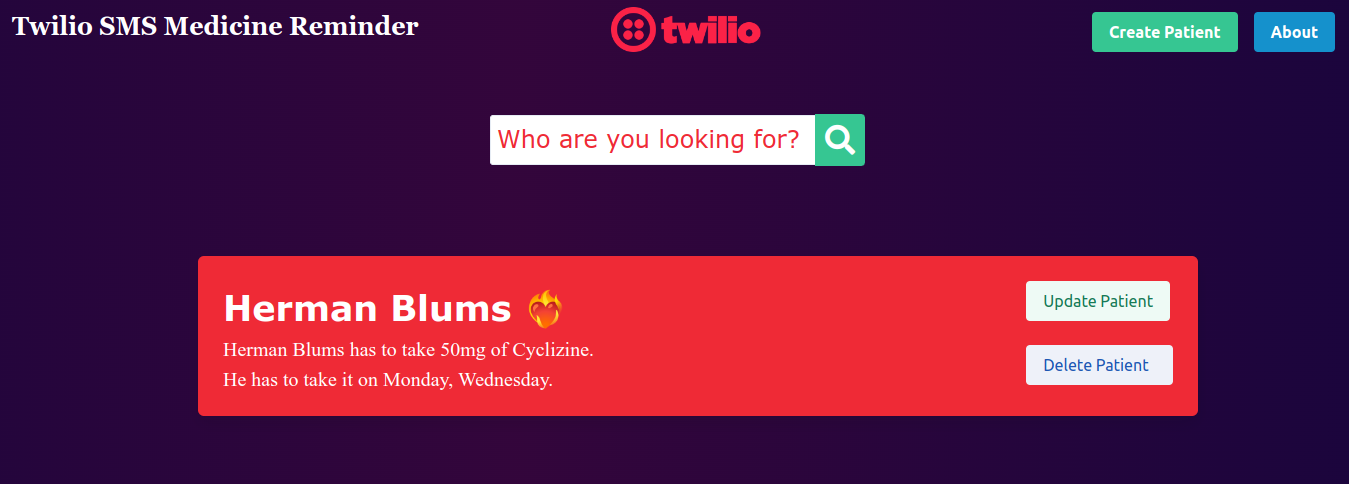 Twilio SMS Medicine Reminder
twilio
Create Patient
About
Who are you looking for?
Herman Blums ❤️‍🔥
Herman Blums has to take 50mg of Cyclizine.
He has to take it on Monday, Wednesday.
Update Patient
Delete Patient